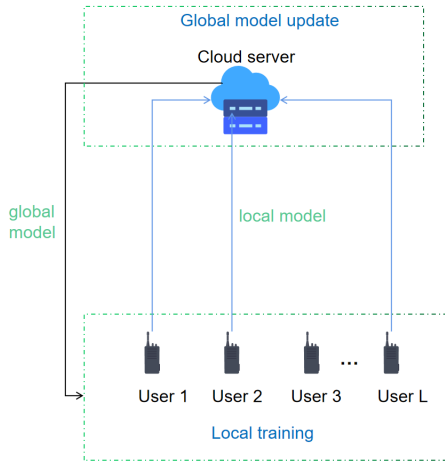 Global model update
Cloud server
global
model
local model
...
User 1
User 2
User 3
User L
Local training